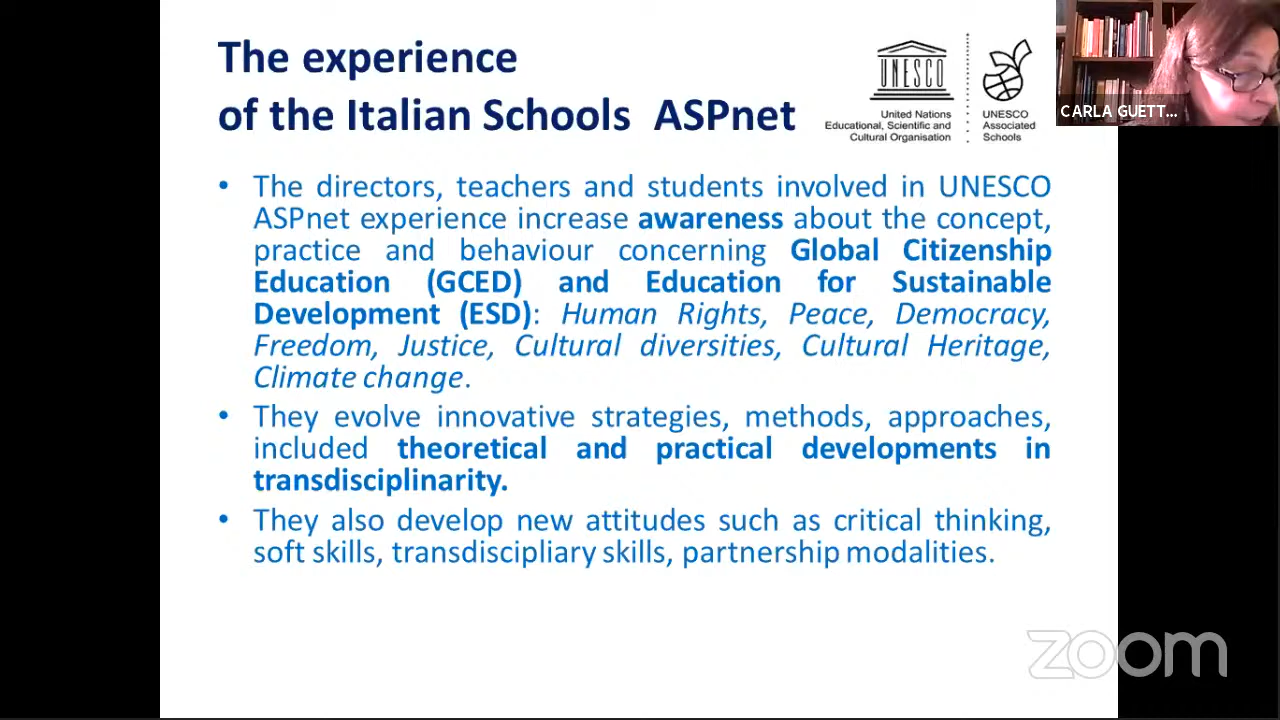 The experience
of the Italian Schools ASPnet
UNESCO
United Nations
Educational, Scientific and
Cultural Organisation
UNESCO
Associated
Schools
CARLA GUETT...
• The directors, teachers and students involved in UNESCO
ASPnet experience increase awareness about the concept,
practice and behaviour concerning Global Citizenship
Education (GCED) and Education for Sustainable
Development (ESD): Human Rights, Peace, Democracy,
Freedom, Justice, Cultural diversities, Cultural Heritage,
Climate change.
• They evolve innovative strategies, methods, approaches,
included theoretical and practical developments in
transdisciplinarity.
• They also develop new attitudes such as critical thinking,
soft skills, transdiscipliary skills, partnership modalities.
zoom